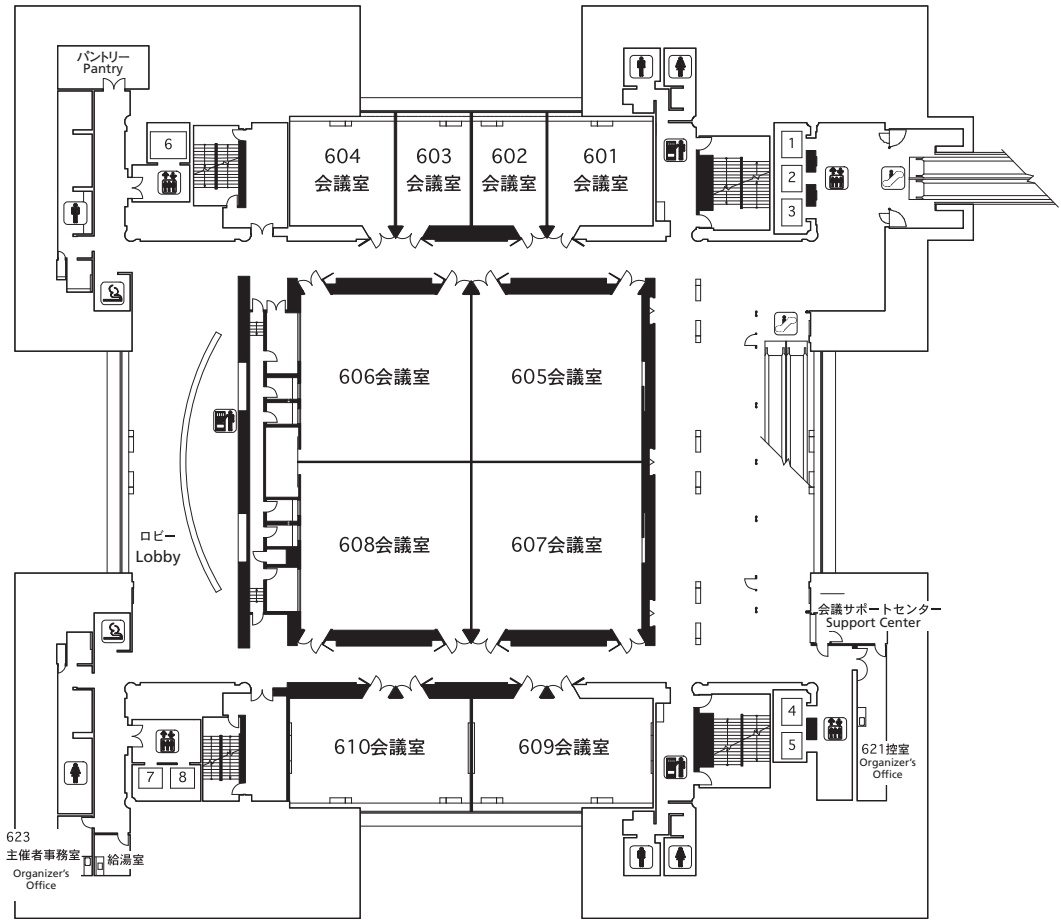 パントリー
Pantry
6
604
会議室
603
会議室
602
会議室
601
会議室
1
2
3
606会議室
605会議室
ロビー
Lobby
608会議室
607会議室
会議サポートセンター
Support Center
610会議室
609会議室
4
5
621控室
Organizer's
Office
7
8
623
主催者事務室
Organizer's
Office
給湯室